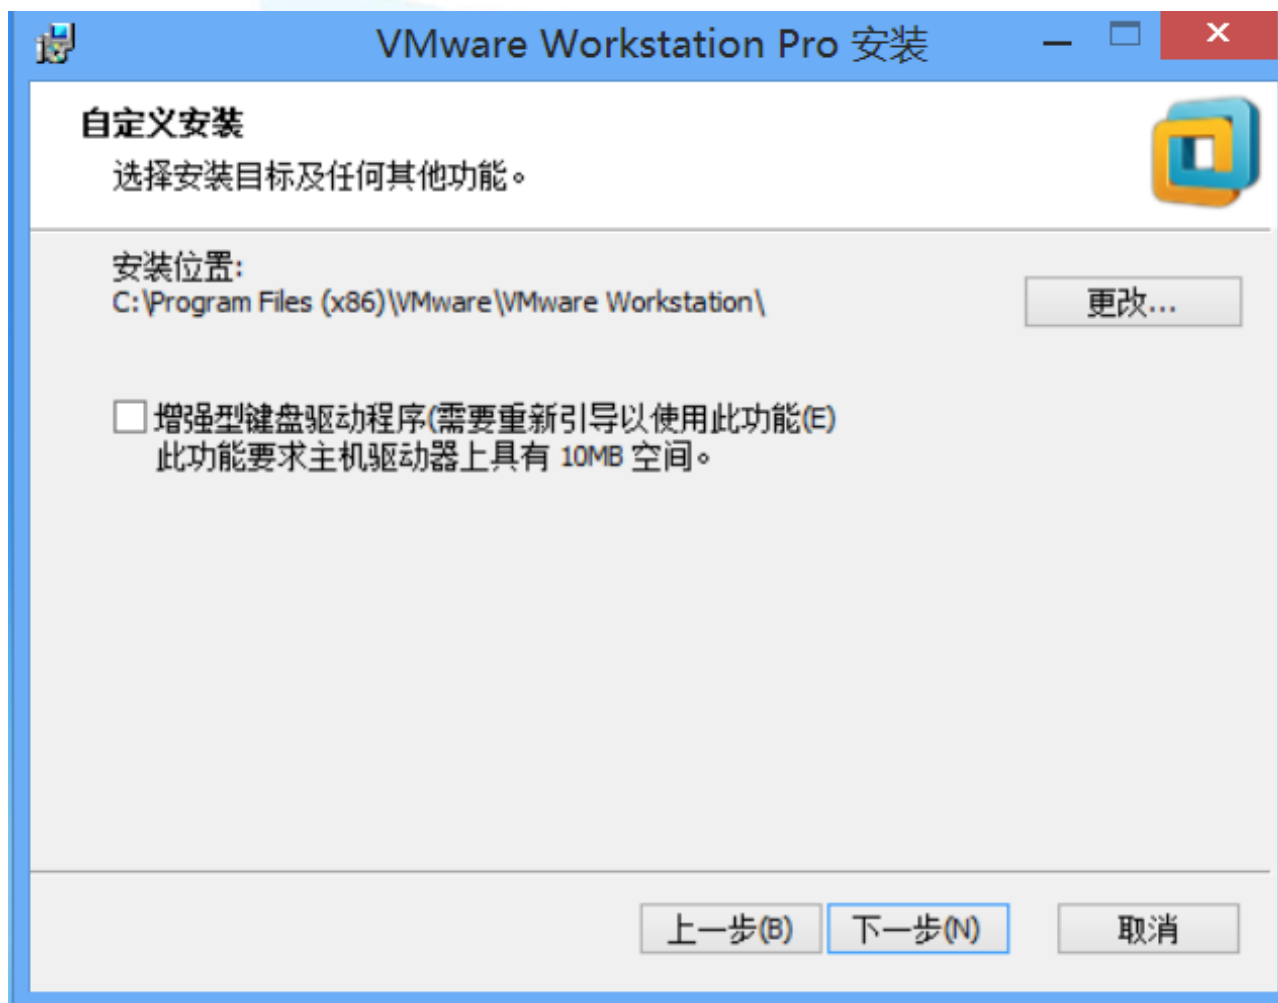 VMware Workstation Pro 安装
自定义安装
选择安装目标及任何其他功能。
安装位置:
C:\Program Files (x86)\VMware\VMware Workstation\
更改...
增强型键盘驱动程序(需要重新引导以使用此功能(E)
此功能要求主机驱动器上具有 10MB 空间。
上一步(B) 下一步(N) 取消